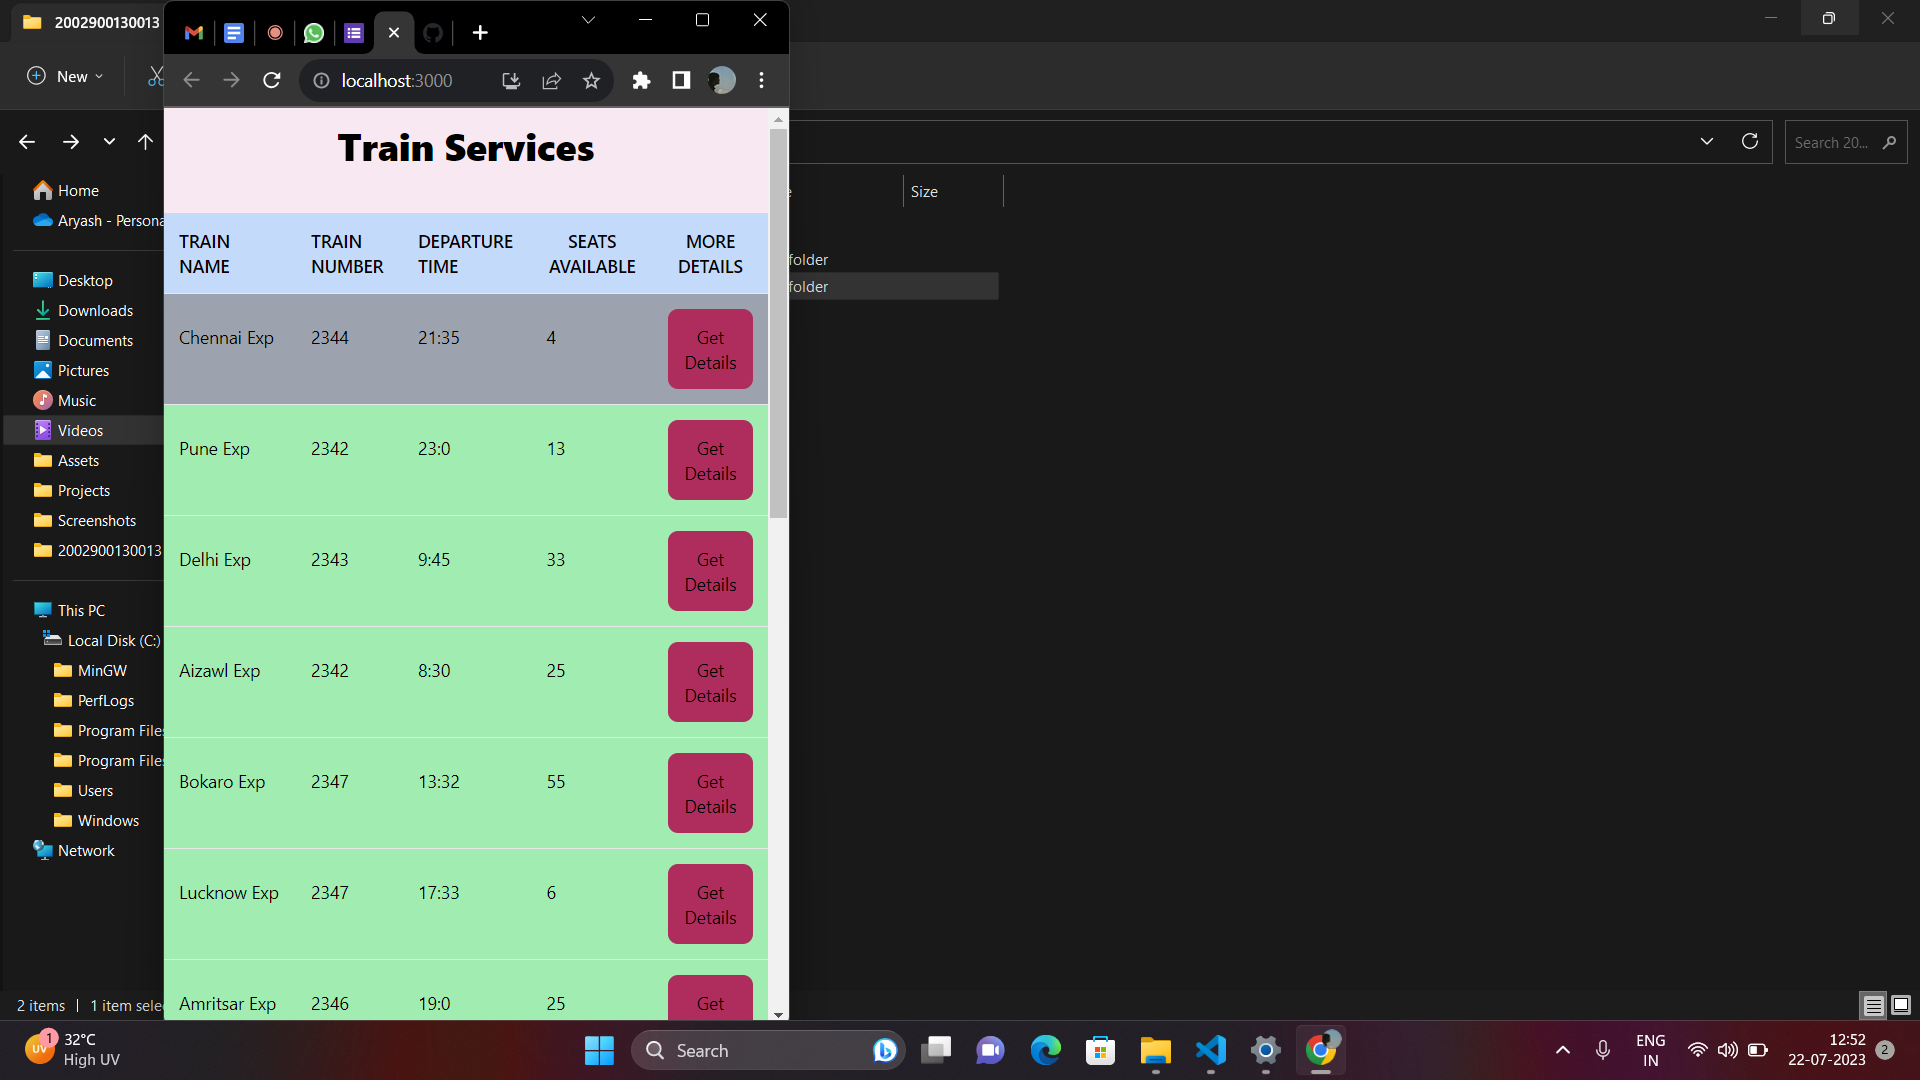 2002900130013
New
localhost:3000
Search 20...
Home
Aryash - Persona
Desktop
Downloads
Documents
Pictures
Music
Videos
Assets
Projects
Screenshots
2002900130013
This PC
Local Disk (C:)
MinGW
PerfLogs
Program Files
Program Files
Users
Windows
Network
2 items
1 item sele
Train Services
TRAIN NAME
TRAIN NUMBER
DEPARTURE TIME
SEATS AVAILABLE
MORE DETAILS
Chennai Exp 2344 21:35 4 Get Details
Pune Exp 2342 23:0 13 Get Details
Delhi Exp 2343 9:45 33 Get Details
Aizawl Exp 2342 8:30 25 Get Details
Bokaro Exp 2347 13:32 55 Get Details
Lucknow Exp 2347 17:33 6 Get Details
Amritsar Exp 2346 19:0 25 Get
e
Size
folder
folder
UV
1
32°C
High UV
Search
ENG
IN
12:52
22-07-2023
2